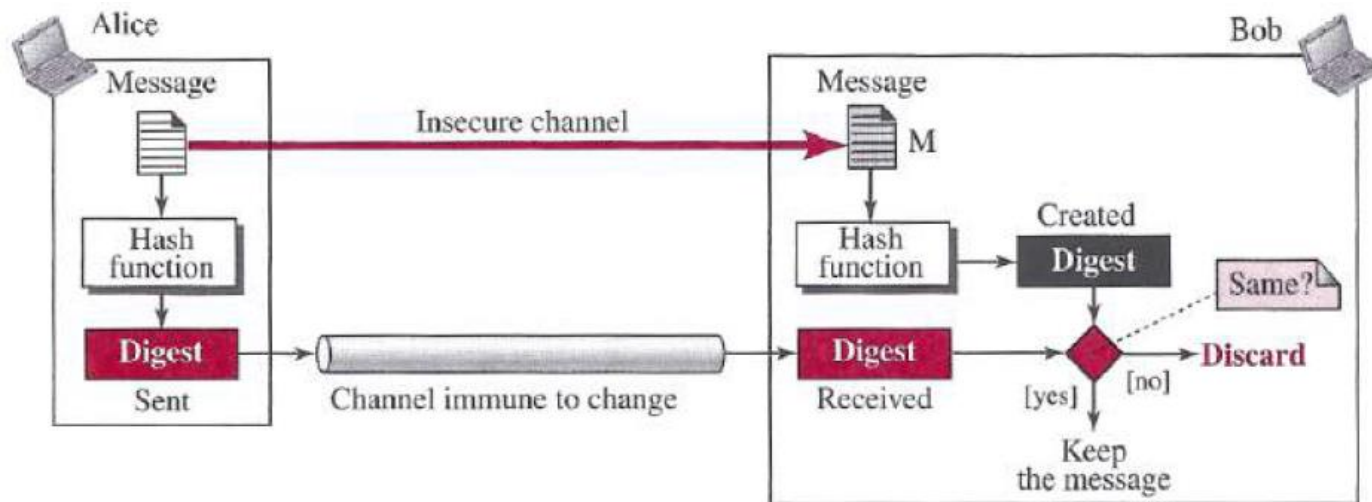 Alice
Bob
Message
Message
Insecure channel
M
Hash
function
Hash
function
Created
Digest
Same?
Digest
Digest
Discard
Sent
Channel immune to change
Received
[yes]
[no]
Keep
the message